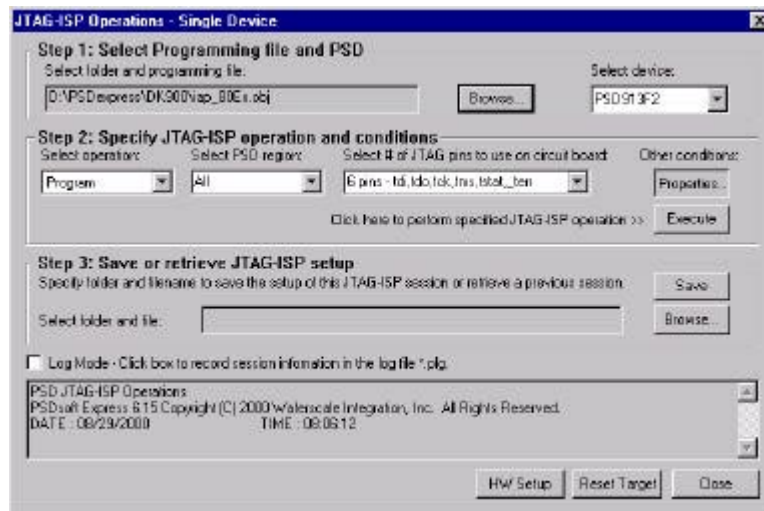 JTAG-ISP Operations - Single Device
Step 1: Select Programming file and PSD
Select folder and programming file: Select device:
Browse... PSD913F2
Step 2: Specify JTAG-ISP operation and conditions
Select operation: Select PSD region: Select # of JTAG pins to use on circuit board: Other conditions:
Program All 6 pins - tdi,tdo,tck,tms,tstat,_terr Properties...
Click here to perform specified JTAG-ISP operation >> Execute
Step 3: Save or retrieve JTAG-ISP setup
Specify folder and filename to save the setup of this JTAG-ISP session or retrieve a previous session. Save
Select folder and file: Browse...
Log Mode - Click box to record session infomation in the log file *.plg.
PSD JTAG-ISP Operations
PSDsoft Express 6.15 Copyright (C) 2000 Waferscale Integration, Inc. All Rights Reserved.
DATE : 08/29/2000 TIME : 08:06:12
HW Setup Reset Target Close